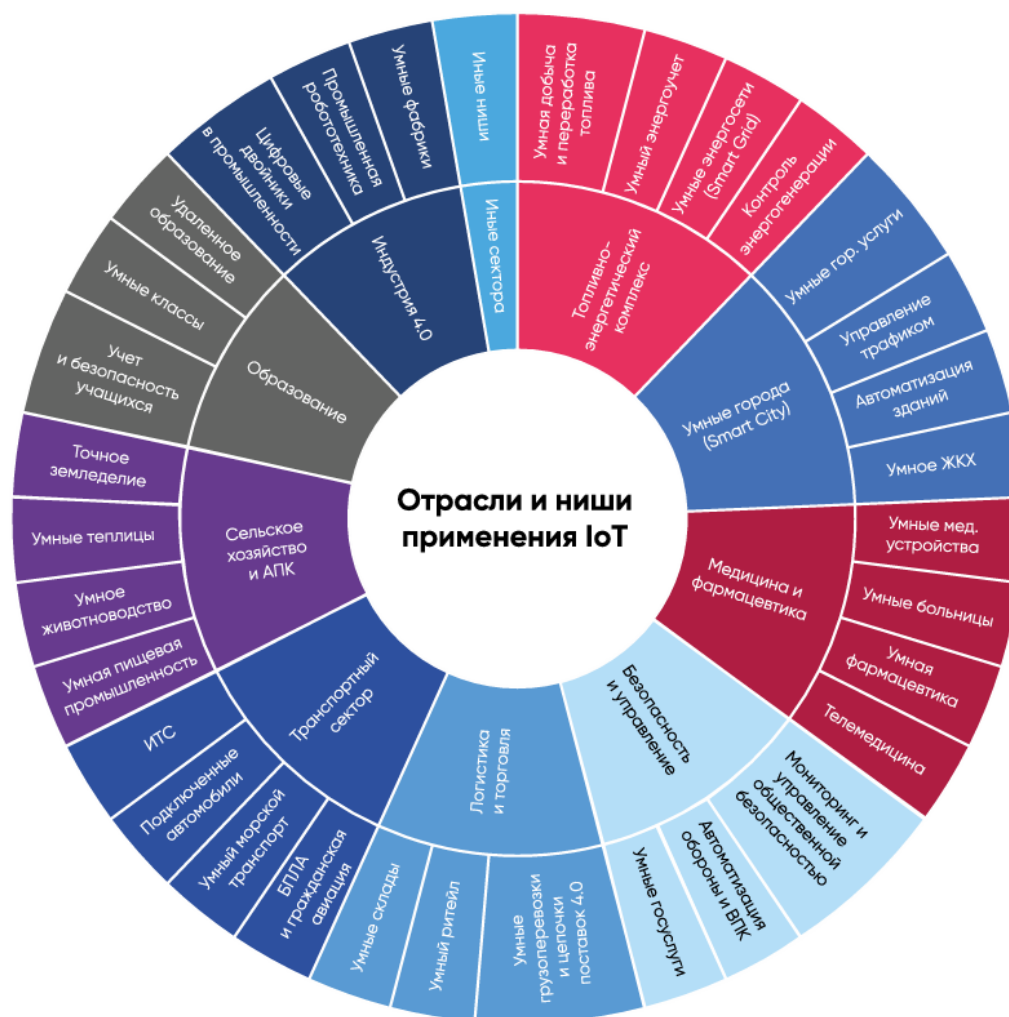 Отрасли и ниши
применения IoT
Топливно-
энергетический
комплекс
Умная добыча
и переработка
топлива
Умный энергоучет
Умные энергосети
(Smart Grid)
Контроль
энергогенерации
Умные города
(Smart City)
Умные гор. услуги
Управление
трафиком
Автоматизация
зданий
Умное ЖКХ
Медицина и
фармацевтика
Умные мед.
устройства
Умные больницы
Умная
фармацевтика
Телемедицина
Безопасность
и управление
Мониторинг и
управление
общественной
безопасностью
Автоматизация
обороны и ВПК
Умные госуслуги
Логистика
и торговля
Умные
грузоперевозки
и цепочки
поставок 4.0
Умный ритейл
Умные склады
Транспортный
сектор
БПЛА
и гражданская
авиация
Умный морской
транспорт
Подключенные
автомобили
ИТС
Сельское
хозяйство
и АПК
Умная пищевая
промышленность
Умное
животноводство
Умные теплицы
Точное
земледелие
Образование
Учет
и безопасность
учащихся
Умные классы
Удаленное
образование
Индустрия 4.0
Цифровые
двойники
в промышленности
Промышленная
робототехника
Умные фабрики
Иные сектора
Иные ниши